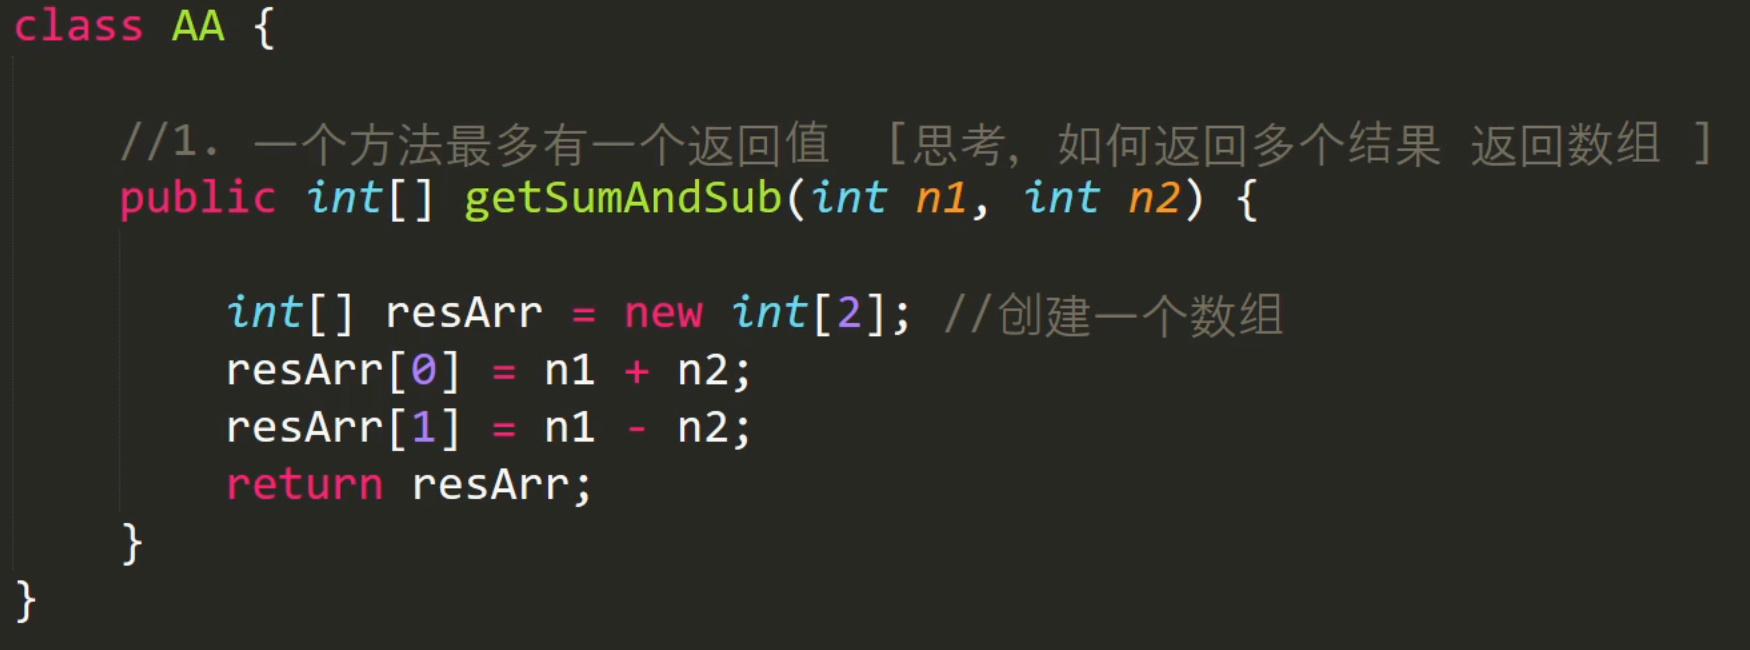 class AA {
//1. 一个方法最多有一个返回值 [思考, 如何返回多个结果 返回数组 ]
public int[] getSumAndSub(int n1, int n2) {
int[] resArr = new int[2]; //创建一个数组
resArr[0] = n1 + n2;
resArr[1] = n1 - n2;
return resArr;
}
}